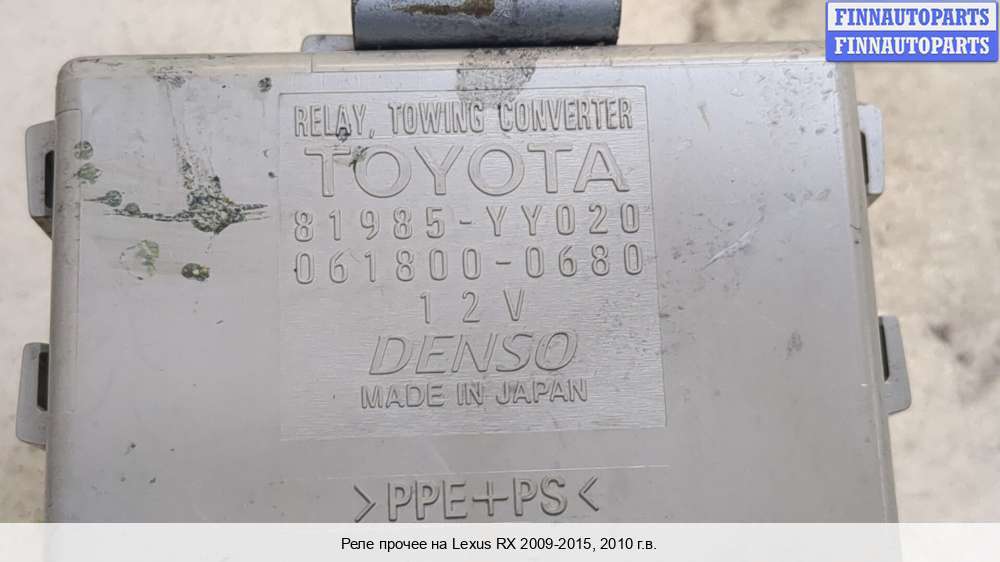 FINNAUTOPARTS
FINNAUTOPARTS
RELAY, TOWING CONVERTER
TOYOTA
81985-YY020
061800-0680
12V
DENSO
MADE IN JAPAN
>PPE+PS<
Реле прочее на Lexus RX 2009-2015, 2010 г.в.